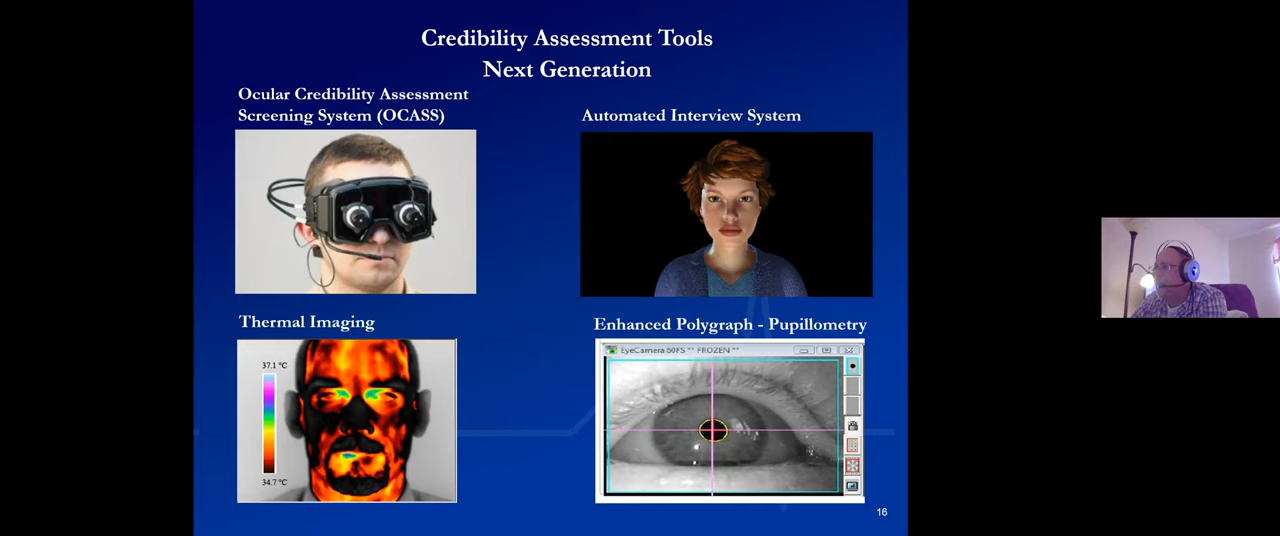 Credibility Assessment Tools
Next Generation
Ocular Credibility Assessment
Screening System (OCASS)
Automated Interview System
Thermal Imaging
Enhanced Polygraph - Pupillometry
37.1 °C
34.7 °C
EyeCamera 60FS ** FROZEN **
16